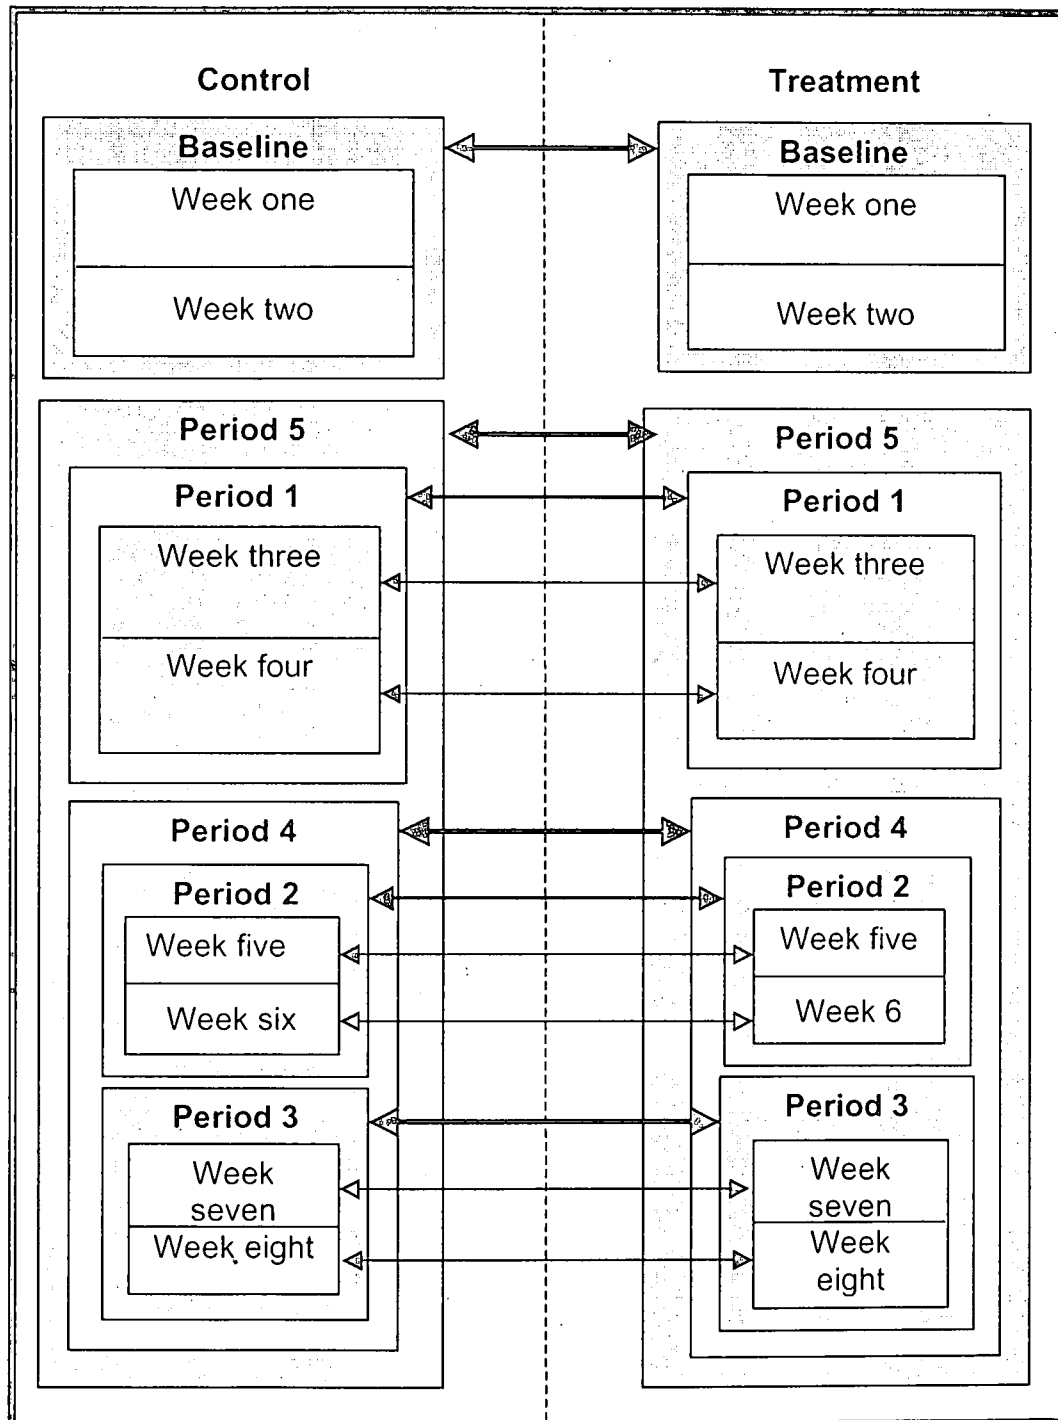 Control
Baseline
Week one
Week two
Period 5
Period 1
Week three
Week four
Period 4
Period 2
Week five
Week six
Period 3
Week
seven
Week eight
Treatment
Baseline
Week one
Week two
Period 5
Period 1
Week three
Week four
Period 4
Period 2
Week five
Week 6
Period 3
Week
seven
Week
eight